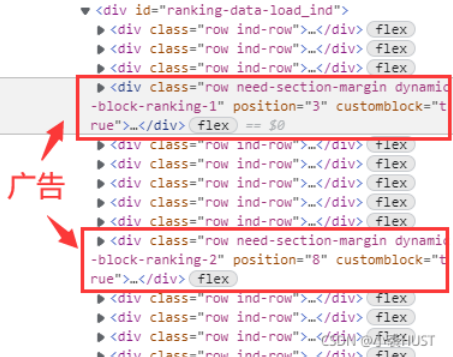 ▼<div id="ranking-data-load_ind">
▶<div class="row ind-row">…</div> flex
▶<div class="row ind-row">…</div> flex
▶<div class="row ind-row">…</div> flex
▶<div class="row need-section-margin dynamic
-block-ranking-1" position="3" customblock="t
rue">…</div> flex == $0
▶<div class="row ind-row">…</div> flex
▶<div class="row ind-row">…</div> flex
广告
▶<div class="row ind-row">…</div> flex
▶<div class="row ind-row">…</div> flex
▶<div class="row ind-row">…</div> flex
▶<div class="row need-section-margin dynamic
-block-ranking-2" position="8" customblock="t
rue">…</div> flex
▶<div class="row ind-row">…</div> flex
▶<div class="row ind-row">…</div> flex
▶<div class="row ind-row">…</div> flex